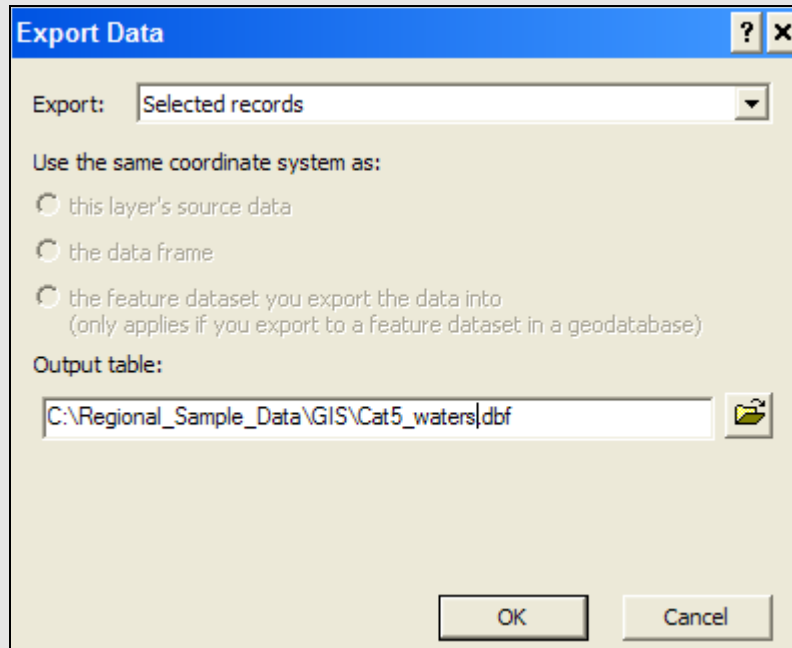 Export Data
Export: Selected records
Use the same coordinate system as:
this layer's source data
the data frame
the feature dataset you export the data into
(only applies if you export to a feature dataset in a geodatabase)
Output table:
C:\Regional_Sample_Data\GIS\Cat5_waters.dbf
OK Cancel